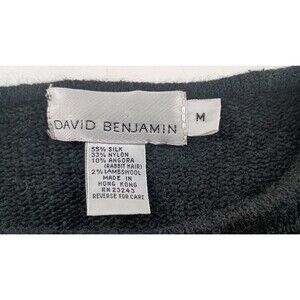 DAVID BENJAMIN
M
55% SILK
33% NYLON
10% ANGORA
(RABBIT HAIR)
2% LAMBSWOOL
MADE IN
HONG KONG
RN 23243
REVERSE FOR CARE